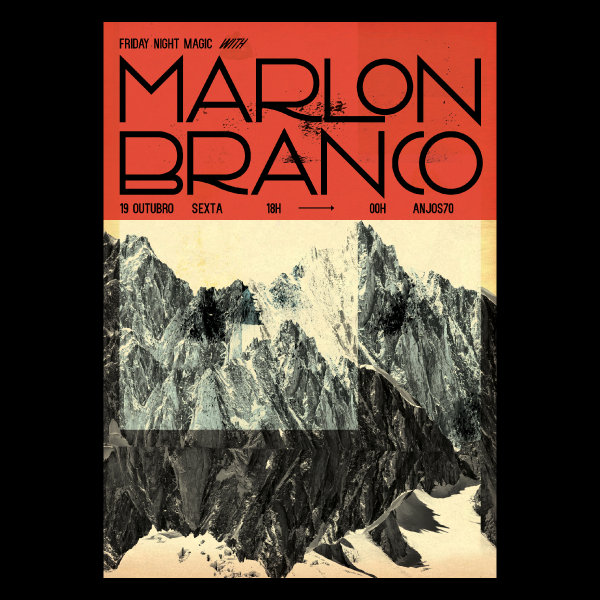 FRIDAY NIGHT MAGIC WITH
MARLON
BRANCO
19 OUTUBRO SEXTA 18H → 00H ANJOS70